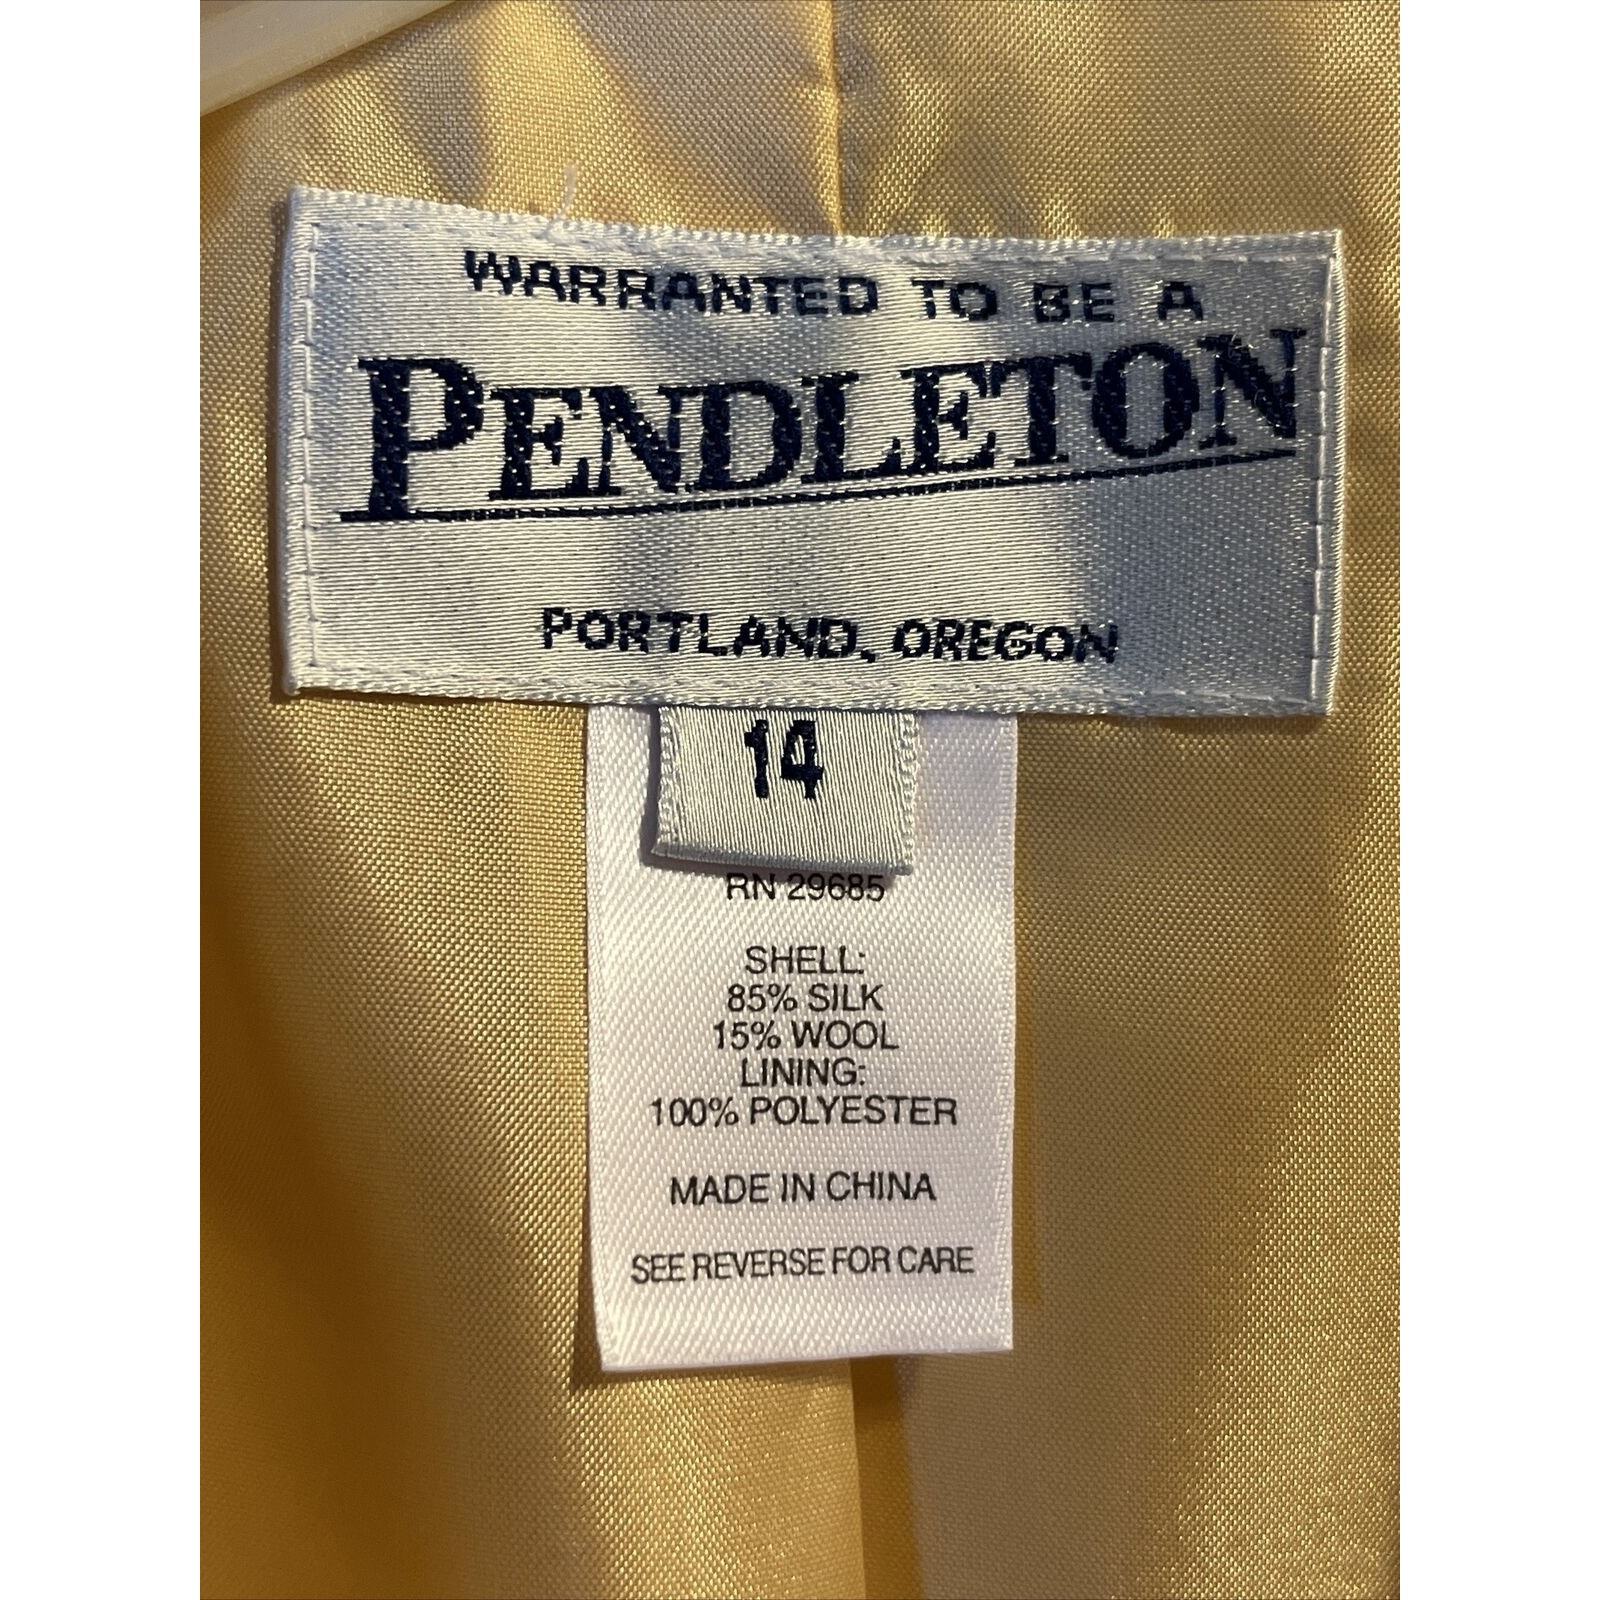 WARRANTED TO BE A
PENDLETON
PORTLAND, OREGON
14
RN 29685
SHELL:
85% SILK
15% WOOL
LINING:
100% POLYESTER
MADE IN CHINA
SEE REVERSE FOR CARE